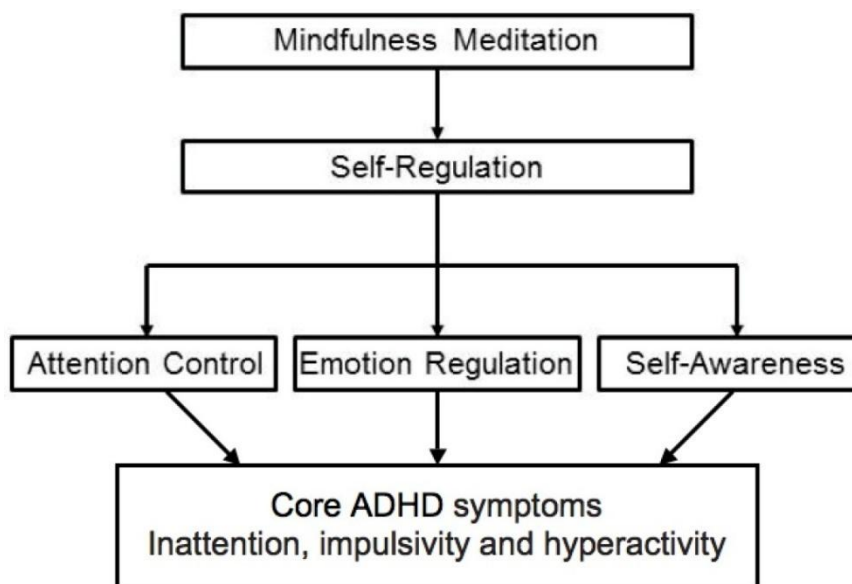 Mindfulness Meditation
Self-Regulation
Attention Control
Emotion Regulation
Self-Awareness
Core ADHD symptoms
Inattention, impulsivity and hyperactivity